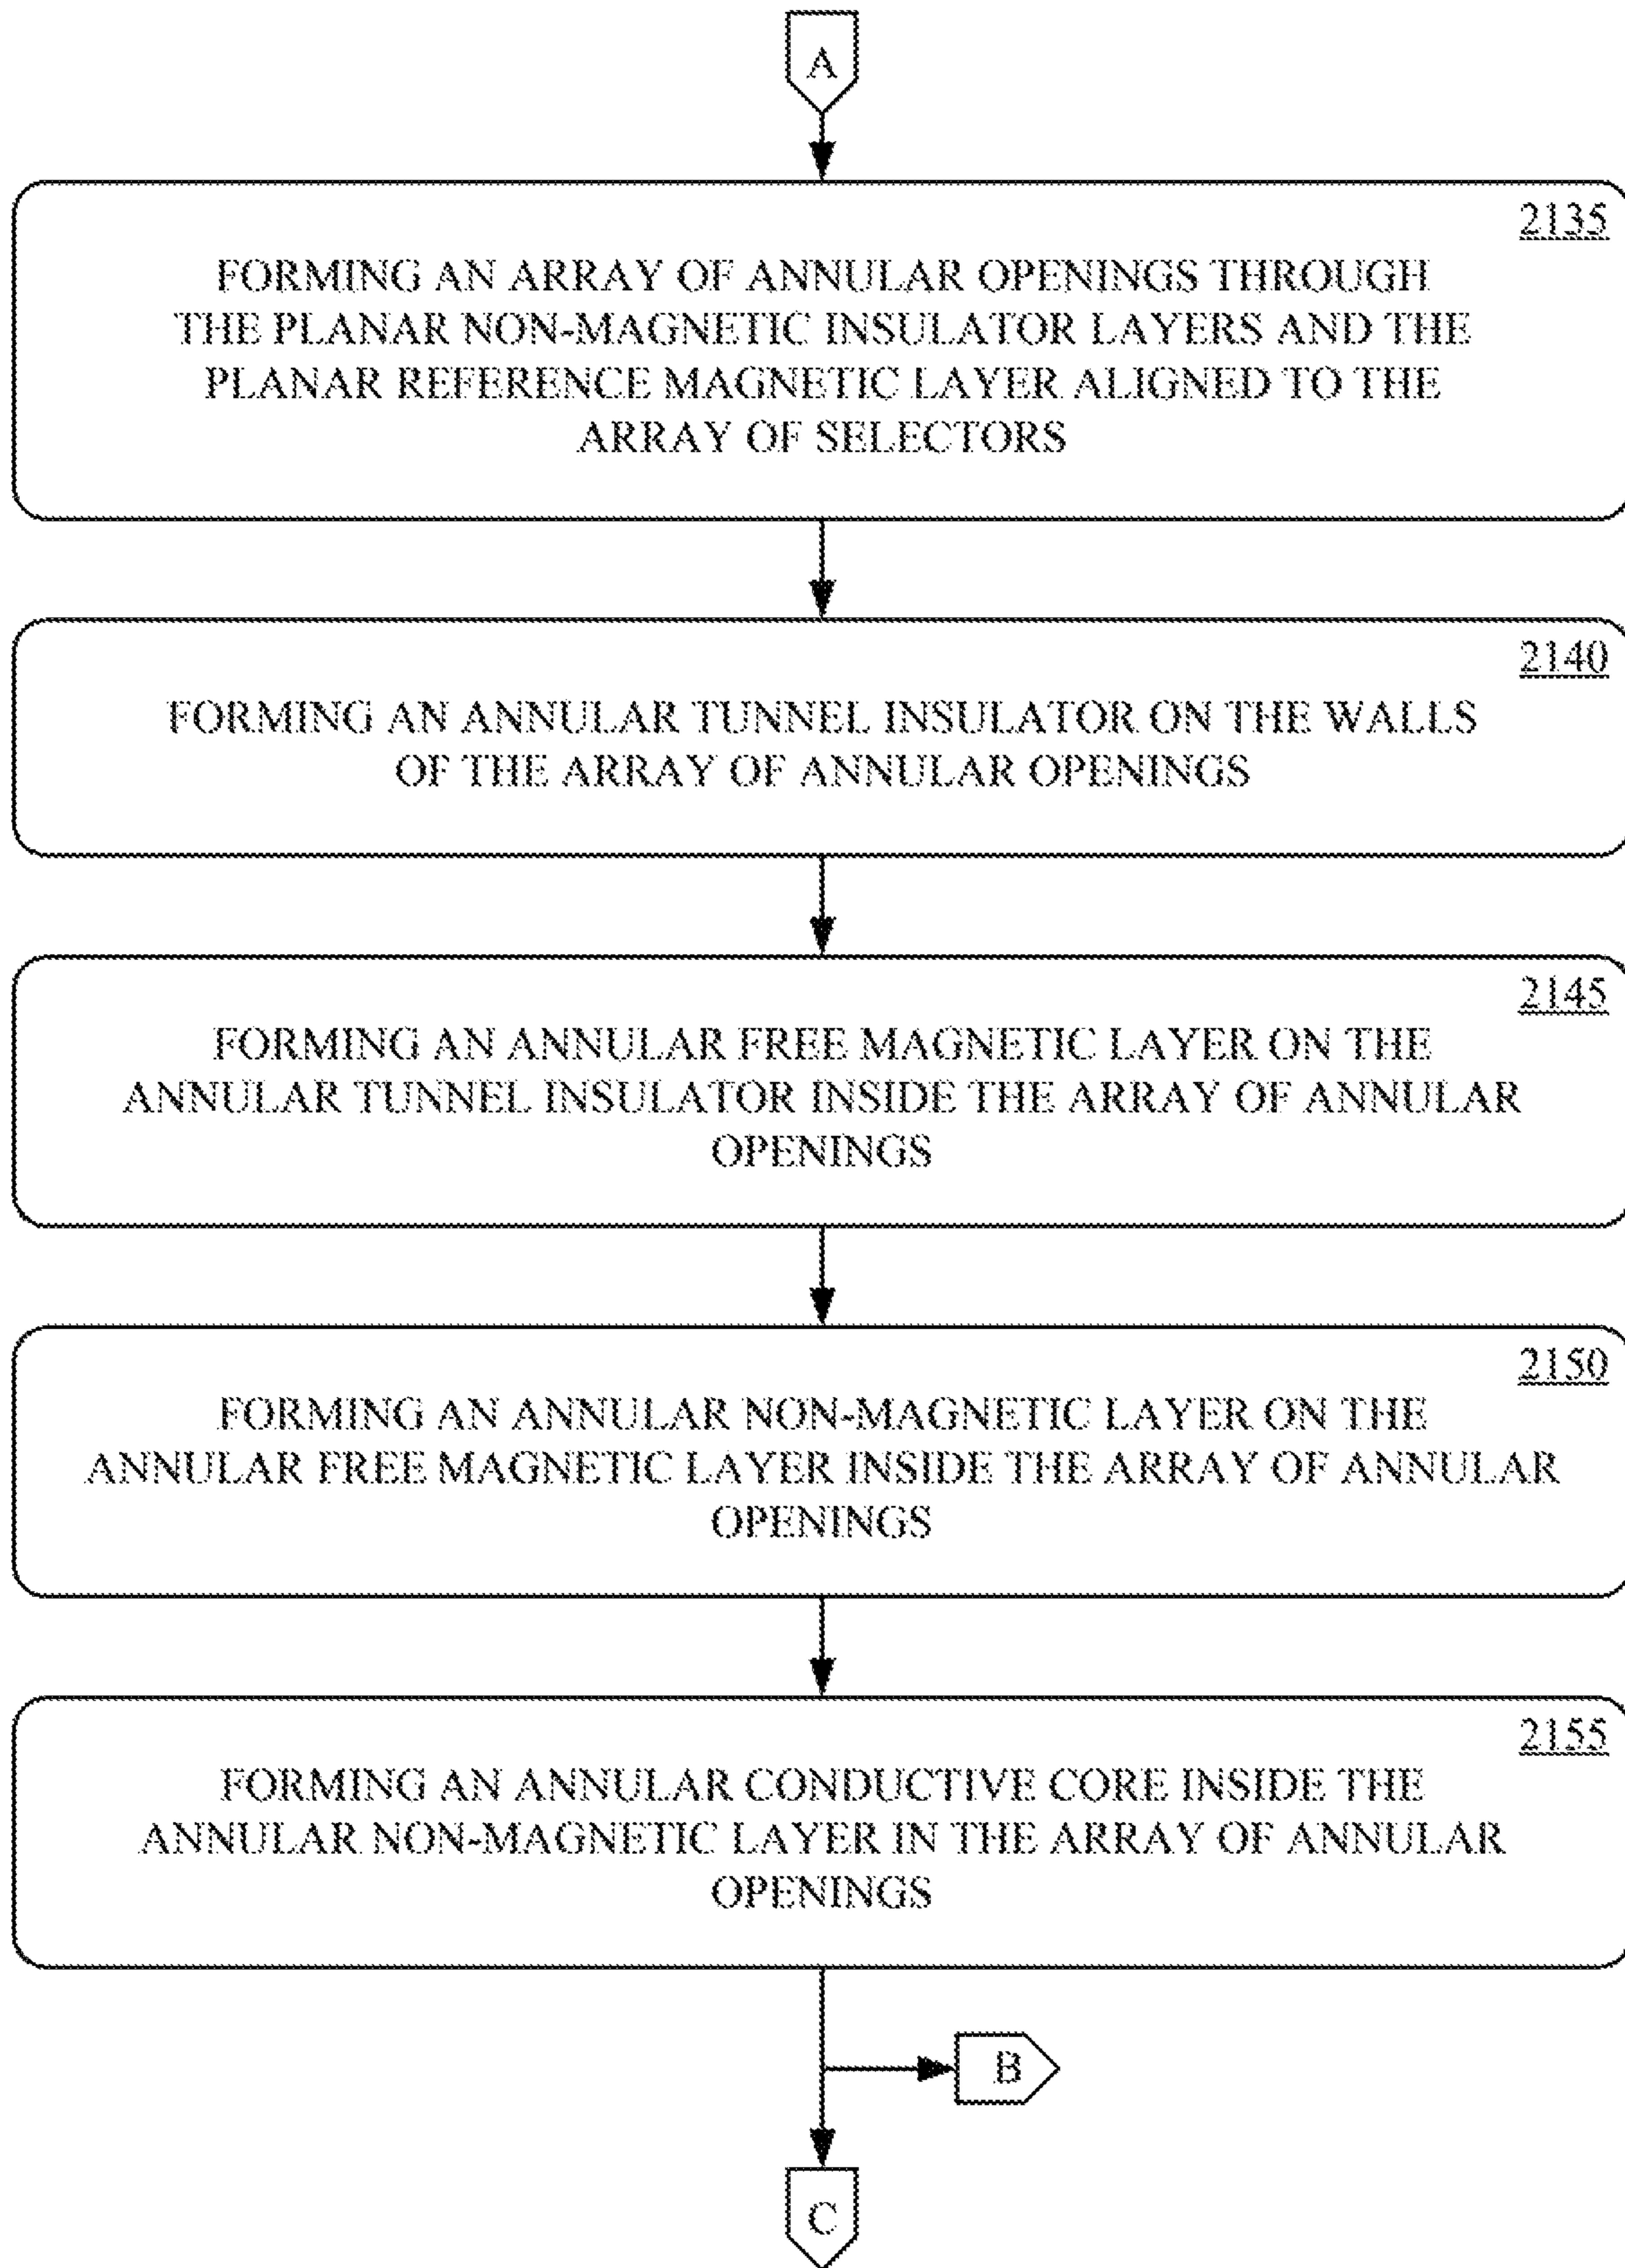 A
2135
FORMING AN ARRAY OF ANNULAR OPENINGS THROUGH
THE PLANAR NON-MAGNETIC INSULATOR LAYERS AND THE
PLANAR REFERENCE MAGNETIC LAYER ALIGNED TO THE
ARRAY OF SELECTORS
2140
FORMING AN ANNULAR TUNNEL INSULATOR ON THE WALLS
OF THE ARRAY OF ANNULAR OPENINGS
2145
FORMING AN ANNULAR FREE MAGNETIC LAYER ON THE
ANNULAR TUNNEL INSULATOR INSIDE THE ARRAY OF ANNULAR
OPENINGS
2150
FORMING AN ANNULAR NON-MAGNETIC LAYER ON THE
ANNULAR FREE MAGNETIC LAYER INSIDE THE ARRAY OF ANNULAR
OPENINGS
2155
FORMING AN ANNULAR CONDUCTIVE CORE INSIDE THE
ANNULAR NON-MAGNETIC LAYER IN THE ARRAY OF ANNULAR
OPENINGS
B
C